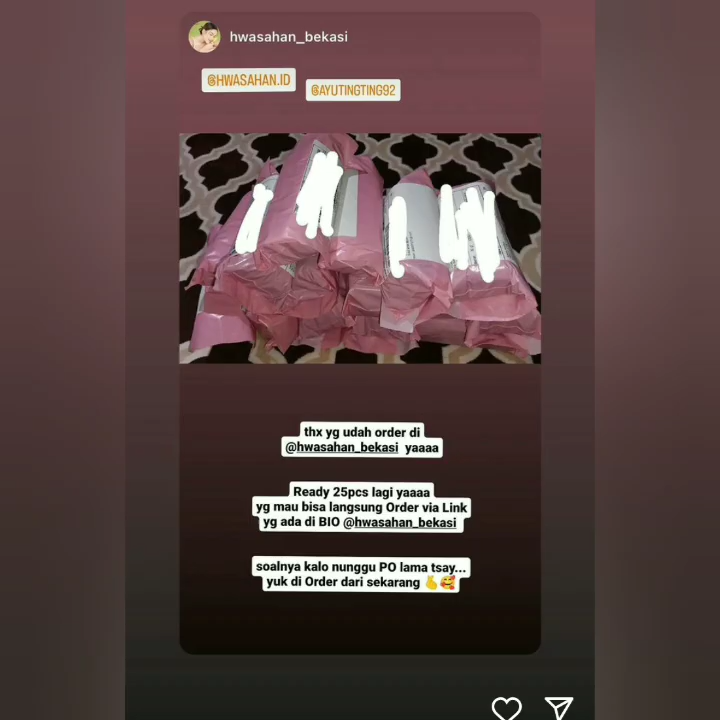 hwasahan_bekasi
@HWASAHAN.ID
@AYUTINGTING92
thx yg udah order di
@hwasahan_bekasi yaaaa
Ready 25pcs lagi yaaaa
yg mau bisa langsung Order via Link
yg ada di BIO @hwasahan_bekasi
soalnya kalo nunggu PO lama tsay...
yuk di Order dari sekarang 🫰🥰